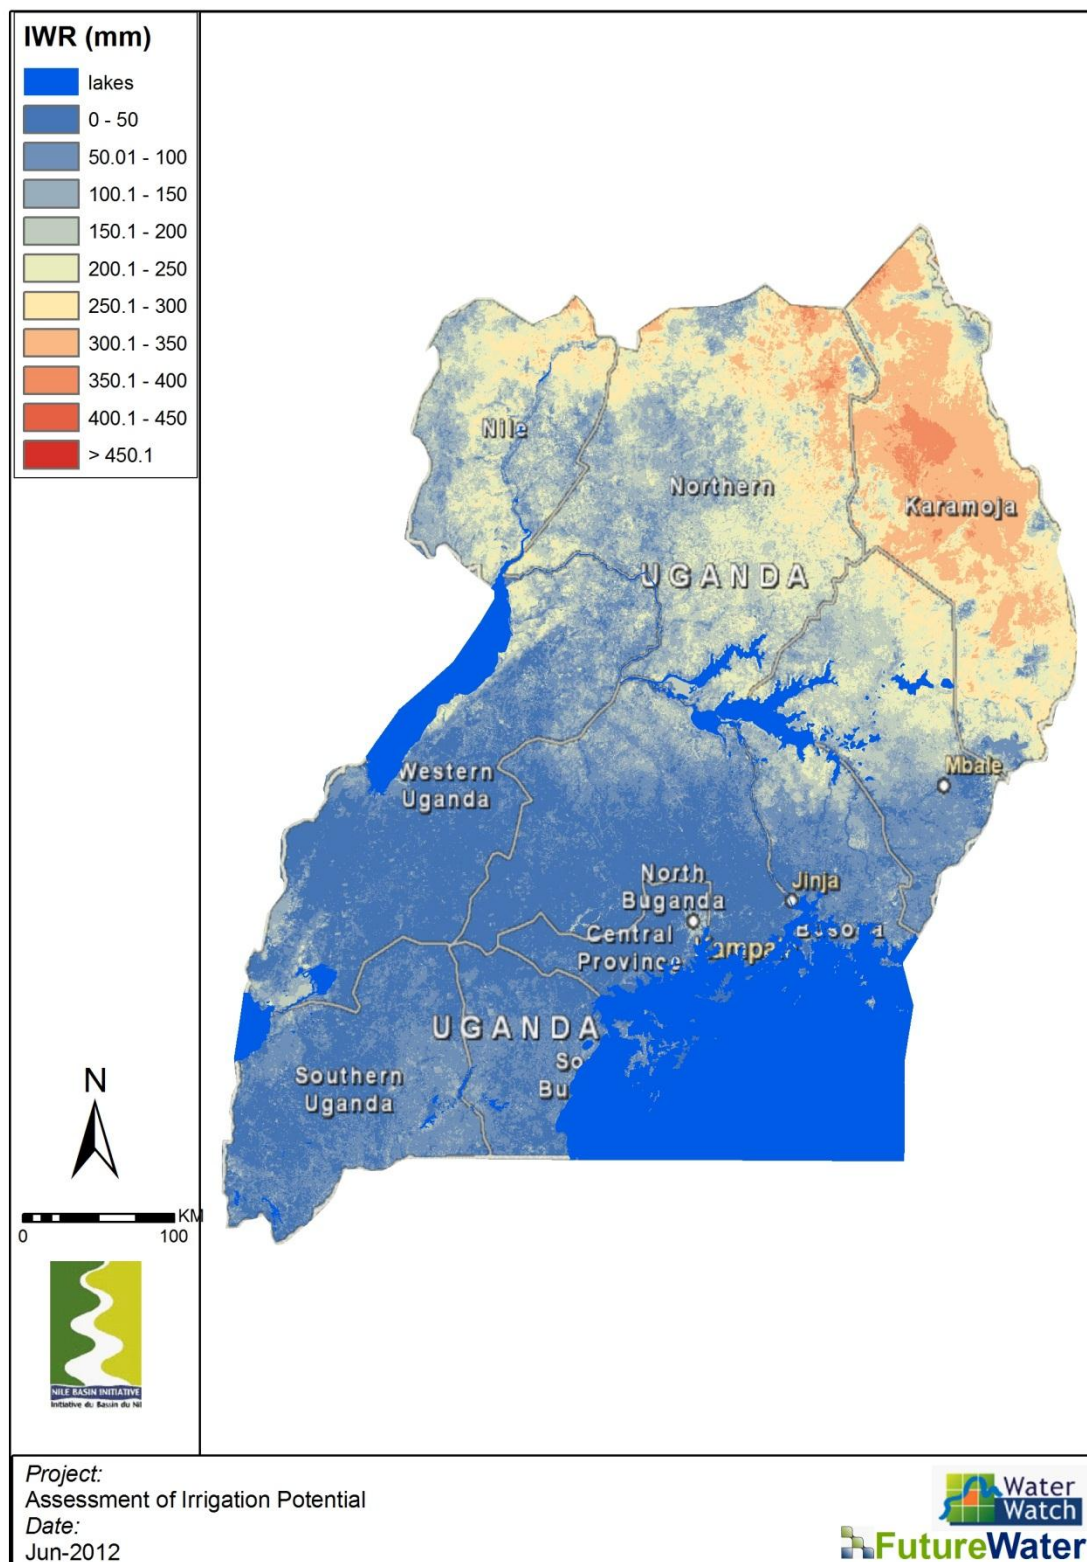 IWR (mm)
lakes
0 - 50
50.01 - 100
100.1 - 150
150.1 - 200
200.1 - 250
250.1 - 300
300.1 - 350
350.1 - 400
400.1 - 450
> 450.1
Nile
Northern
Karamoja
UGANDA
Mbale
Western
Uganda
North
Buganda
Jinja
Central
Province
UGANDA
So
Bu
Southern
Uganda
N
KM
0 100
NILE BASIN INITIATIVE
Initiative du Bassin du Nil
Project:
Assessment of Irrigation Potential
Date:
Jun-2012
Water
Watch
FutureWater